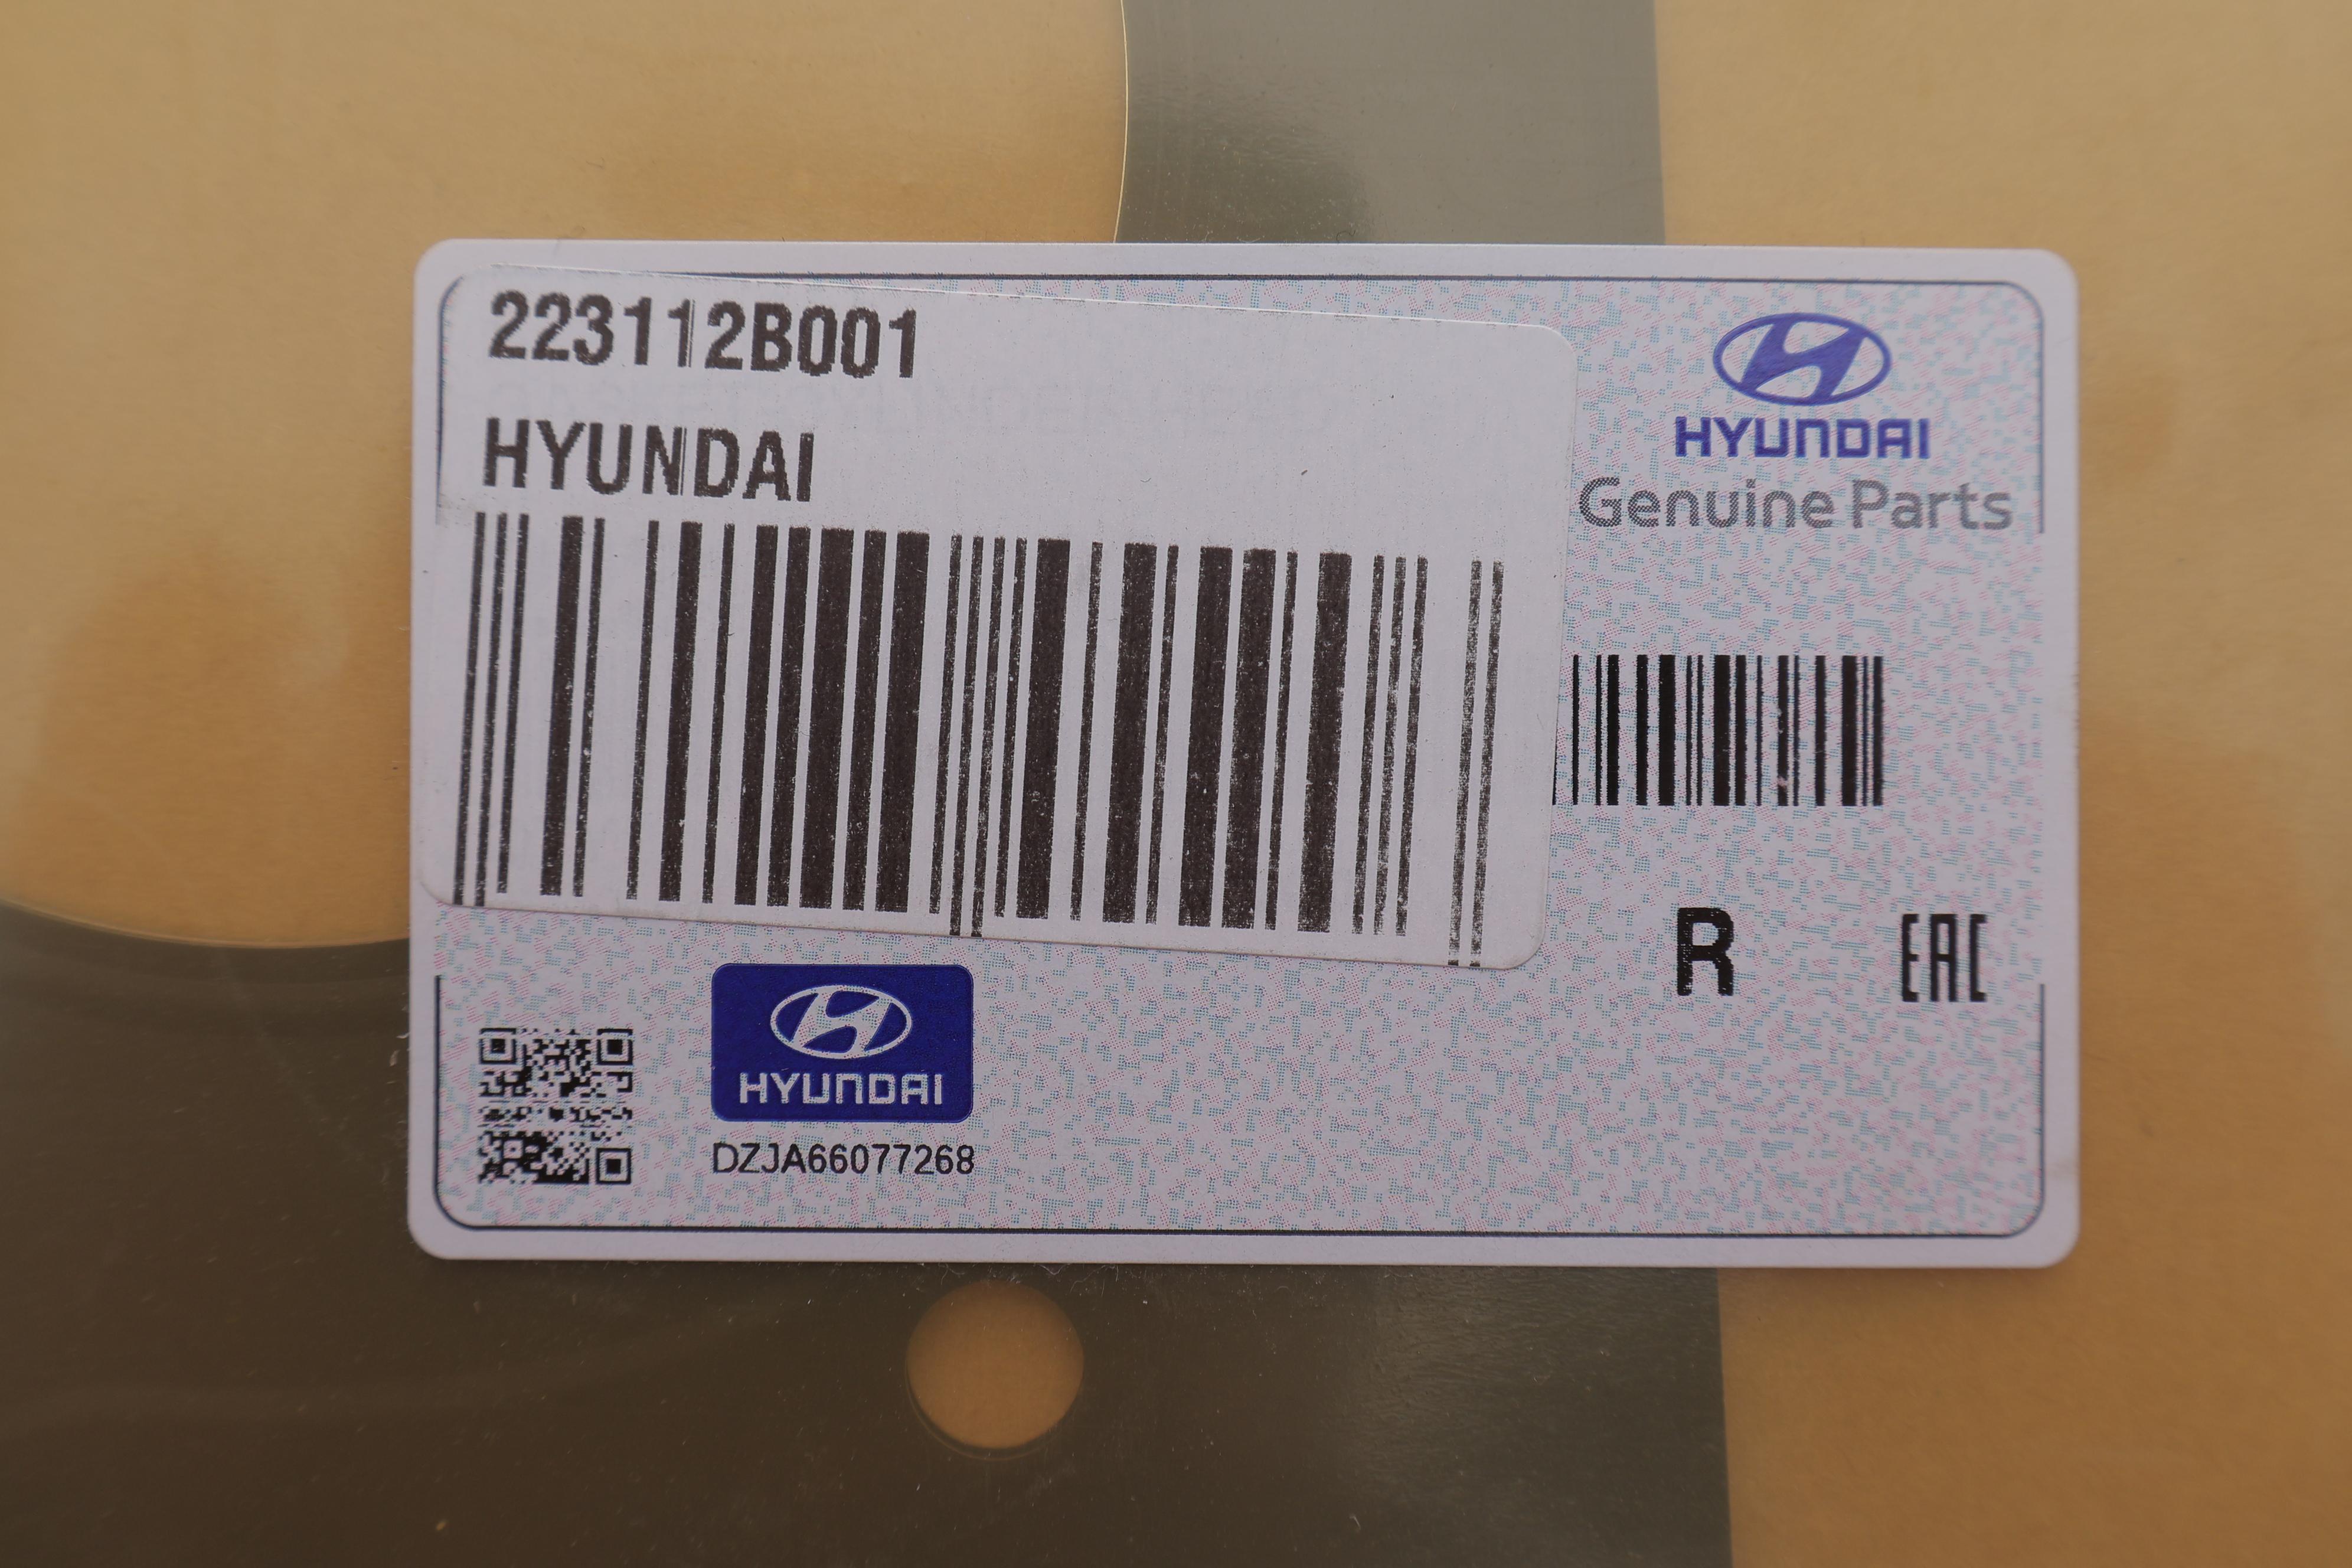 223112B001
HYUNDAI
HYUNDAI
Genuine Parts
R
EAC
HYUNDAI
DZJA66077268